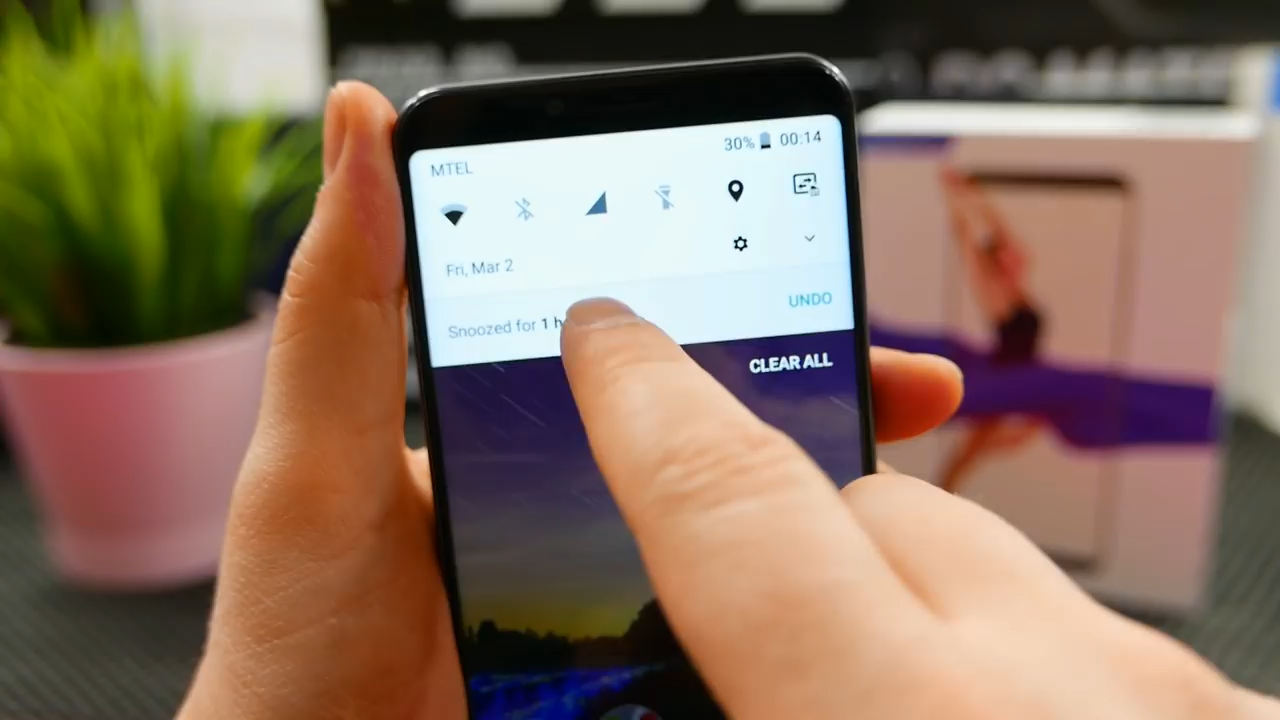 30% 00:14
MTEL
Fri, Mar 2
UNDO
Snoozed for 1 h
CLEAR ALL